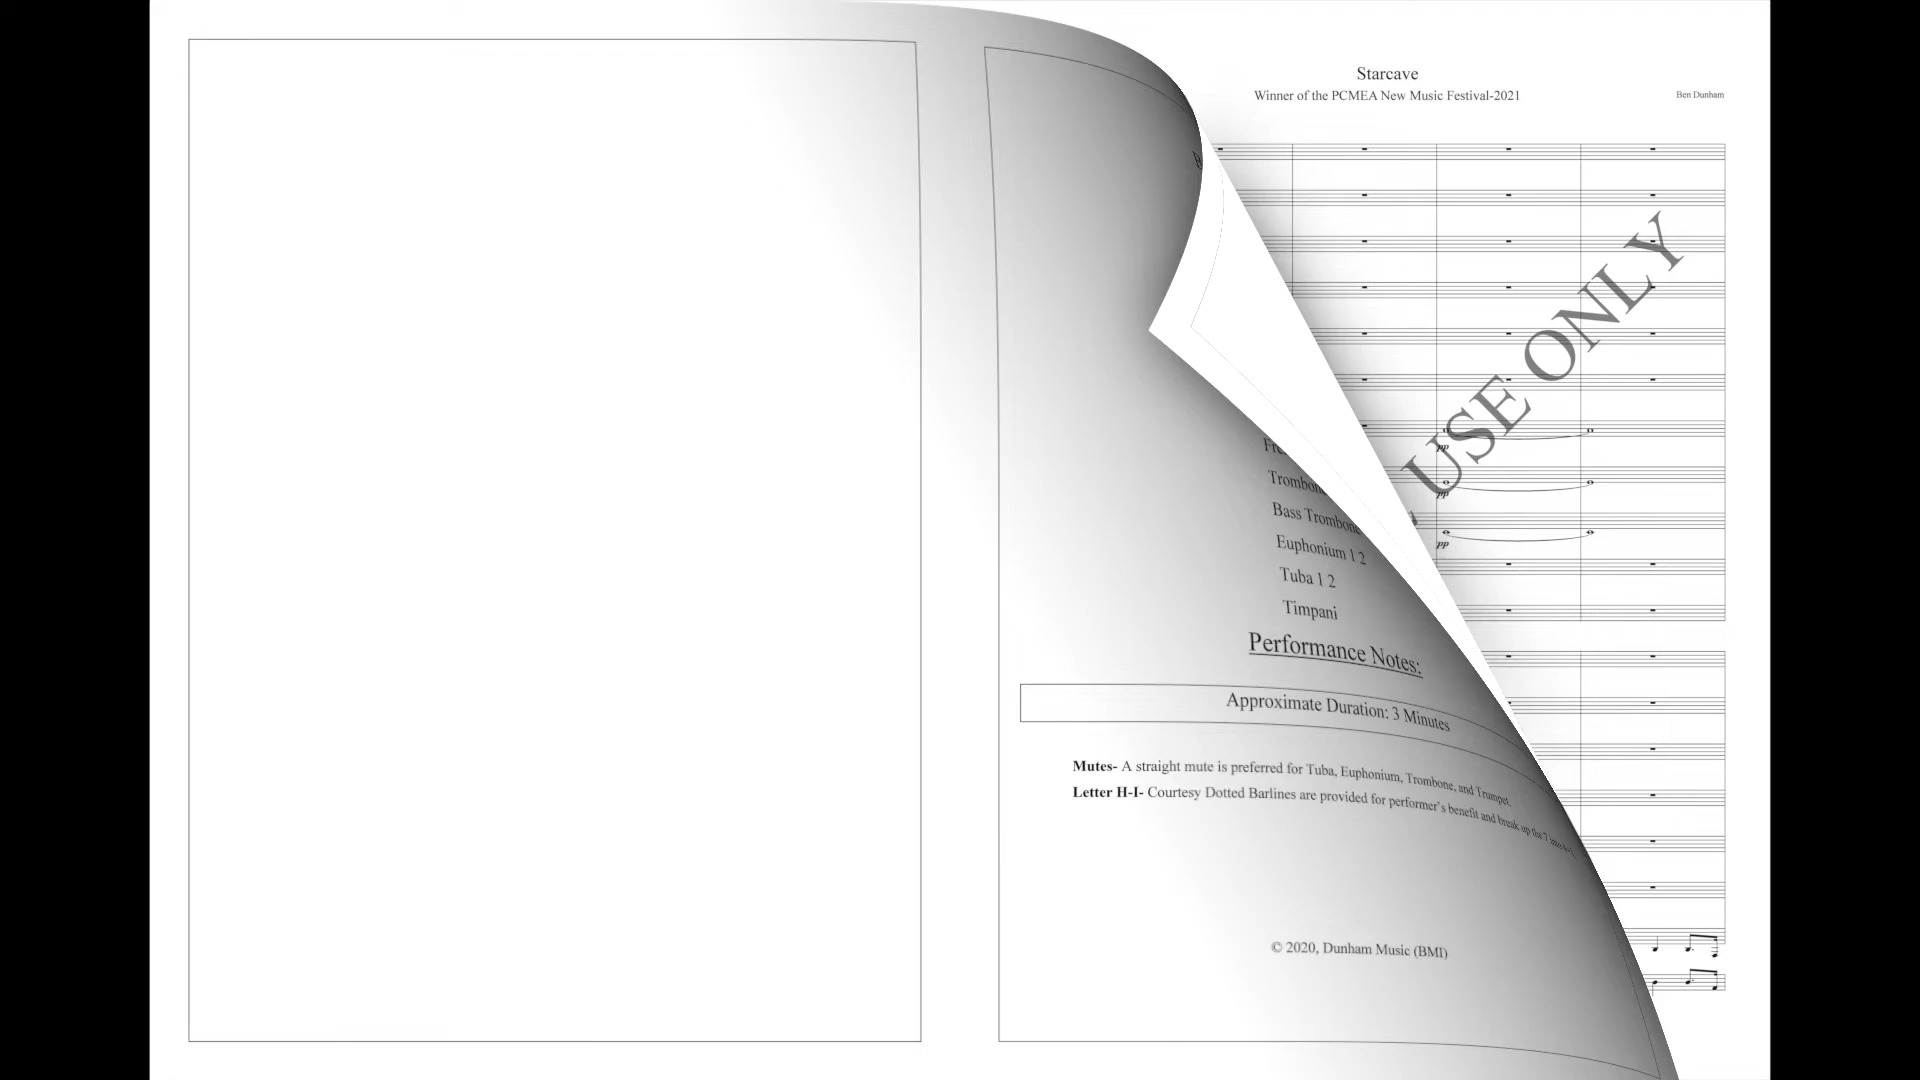 Starcave
Winner of the PCMEA New Music Festival-2021
Ben Dunham
USE ONLY
pp
pp
pp
Trombone
Bass Trombone
Euphonium 1 2
Tuba 1 2
Timpani
Performance Notes:
Approximate Duration: 3 Minutes
Mutes- A straight mute is preferred for Tuba, Euphonium, Trombone, and Trumpet.
Letter H-I- Courtesy Dotted Barlines are provided for performer's benefit and break up the 7 into
© 2020, Dunham Music (BMI)